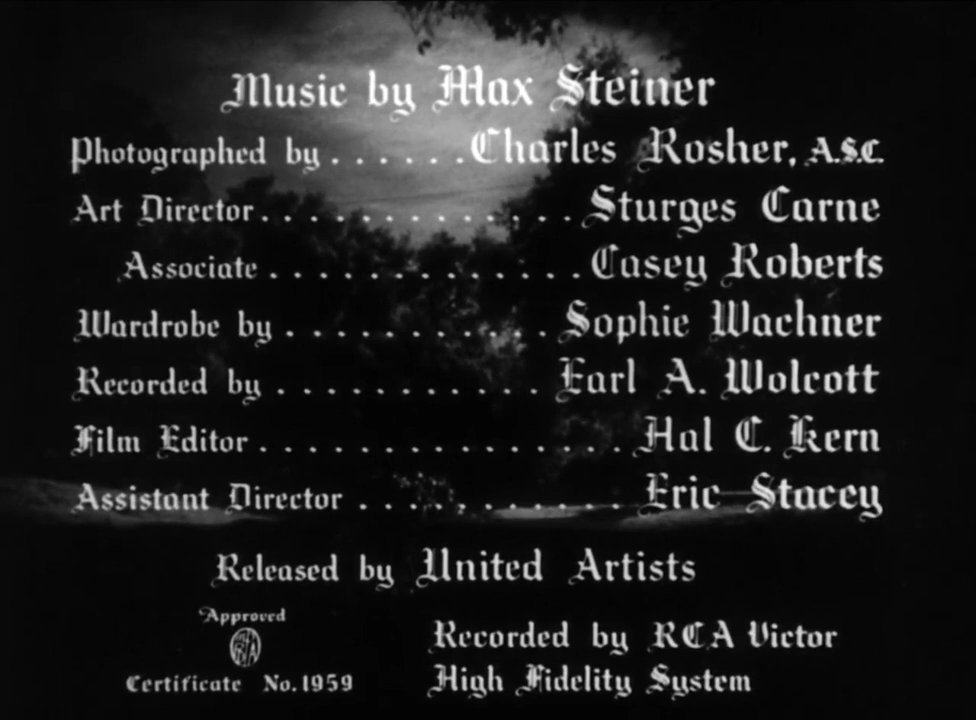 Music by Max Steiner
Photographed by......Charles Rosher, A.S.C.
Art Director..............Sturges Carne
Associate.............Casey Roberts
Wardrobe by...........Sophie Wachner
Recorded by...........Earl A. Wolcott
Film Editor................Hal C. Kern
Assistant Director...........Eric Stacey
Released by United Artists
Approved
Certificate No. 1959
Recorded by RCA Victor
High Fidelity System